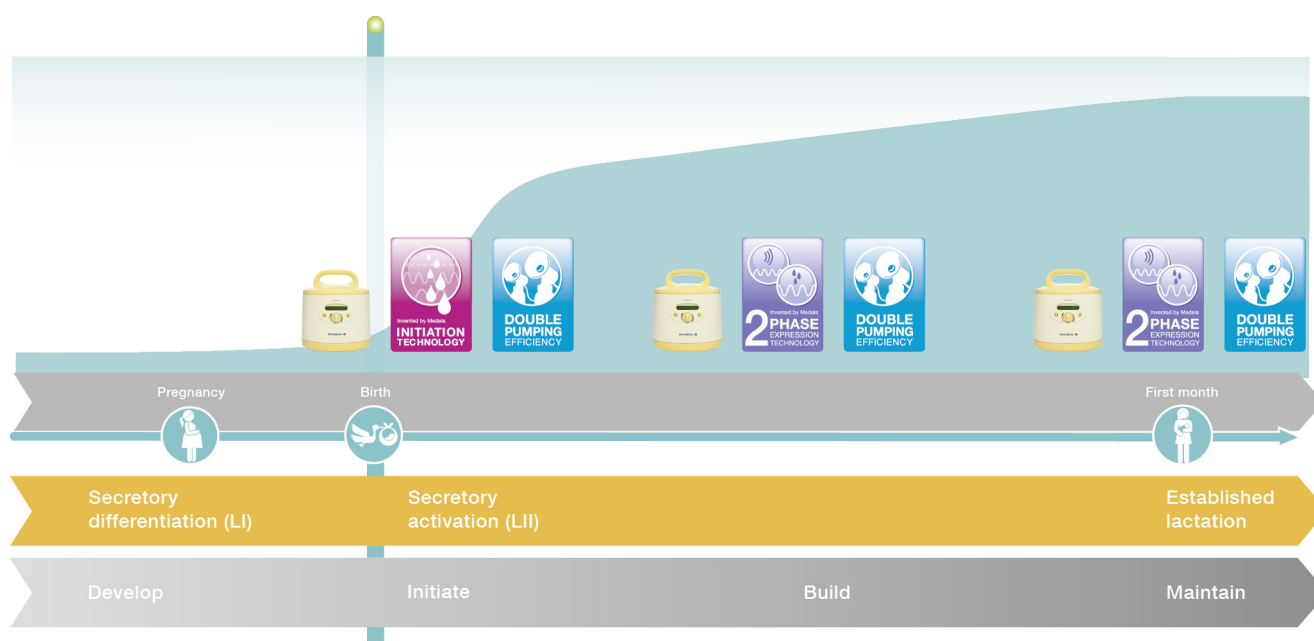 Invented by Medela
INITIATION
TECHNOLOGY
DOUBLE
PUMPING
EFFICIENCY
Invented by Medela
2 PHASE
EXPRESSION
TECHNOLOGY
DOUBLE
PUMPING
EFFICIENCY
Invented by Medela
2 PHASE
EXPRESSION
TECHNOLOGY
DOUBLE
PUMPING
EFFICIENCY
Pregnancy
Birth
First month
Secretory
differentiation (LI)
Secretory
activation (LII)
Established
lactation
Develop
Initiate
Build
Maintain